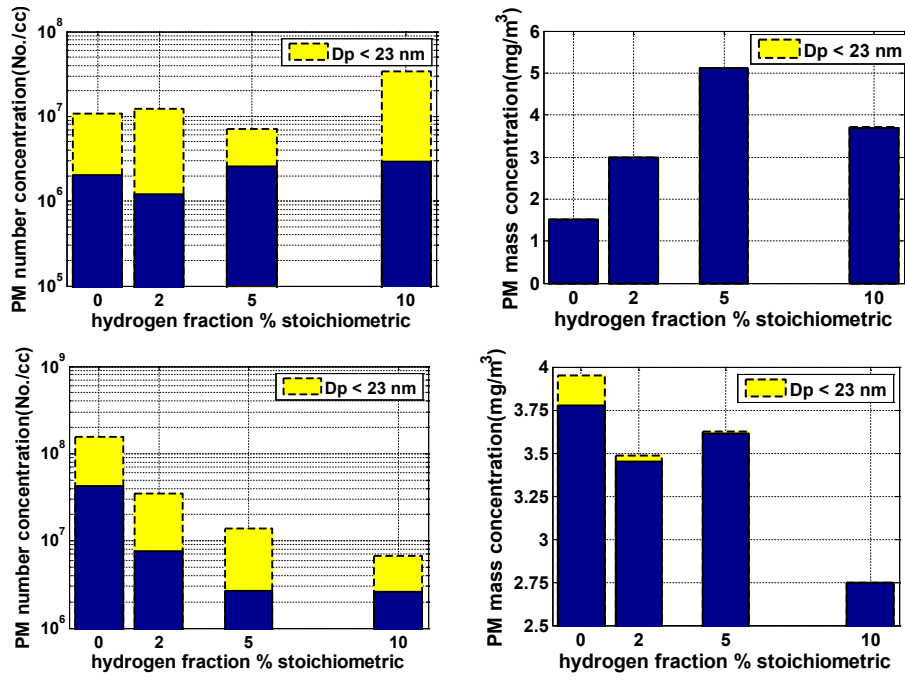 PM number concentration(No./cc)
10^8
10^7
10^6
10^5
Dp < 23 nm
0 2 5 10
hydrogen fraction % stoichiometric
PM mass concentration(mg/m^3)
6
5
4
3
2
1
0
Dp < 23 nm
0 2 5 10
hydrogen fraction % stoichiometric
PM number concentration(No./cc)
10^9
10^8
10^7
10^6
Dp < 23 nm
0 2 5 10
hydrogen fraction % stoichiometric
PM mass concentration(mg/m^3)
4
3.75
3.5
3.25
3
2.75
2.5
Dp < 23 nm
0 2 5 10
hydrogen fraction % stoichiometric